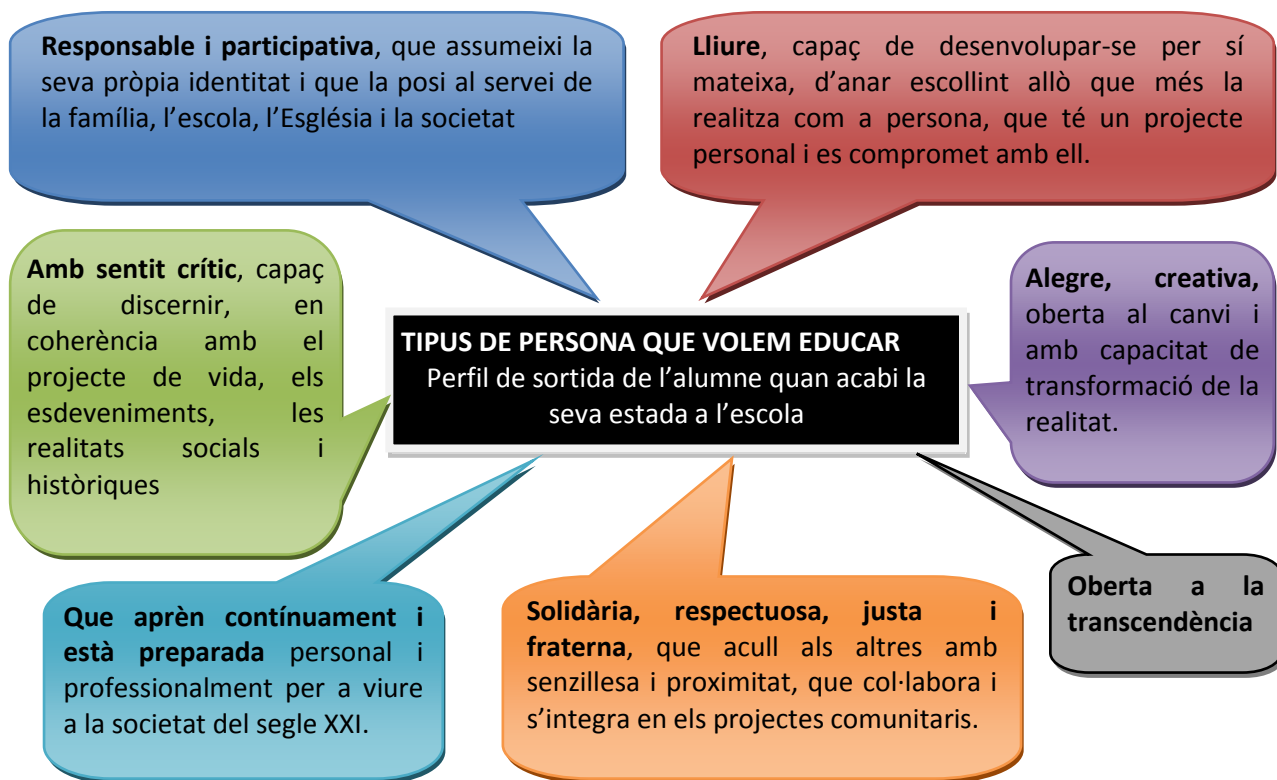 Responsable i participativa, que assumeixi la
seva pròpia identitat i que la posi al servei de
la família, l’escola, l’Església i la societat
Lliure, capaç de desenvolupar-se per sí
mateixa, d’anar escollint allò que més la
realitza com a persona, que té un projecte
personal i es compromet amb ell.
Amb sentit crític, capaç
de discernir, en
coherència amb el
projecte de vida, els
esdeveniments, les
realitats socials i
històriques
TIPUS DE PERSONA QUE VOLEM EDUCAR
Perfil de sortida de l’alumne quan acabi la
seva estada a l’escola
Alegre, creativa,
oberta al canvi i
amb capacitat de
transformació de la
realitat.
Que aprèn contínuament i
està preparada personal i
professionalment per a viure
a la societat del segle XXI.
Solidària, respectuosa, justa i
fraterna, que acull als altres amb
senzillesa i proximitat, que col·labora i
s’integra en els projectes comunitaris.
Oberta a la
transcendència